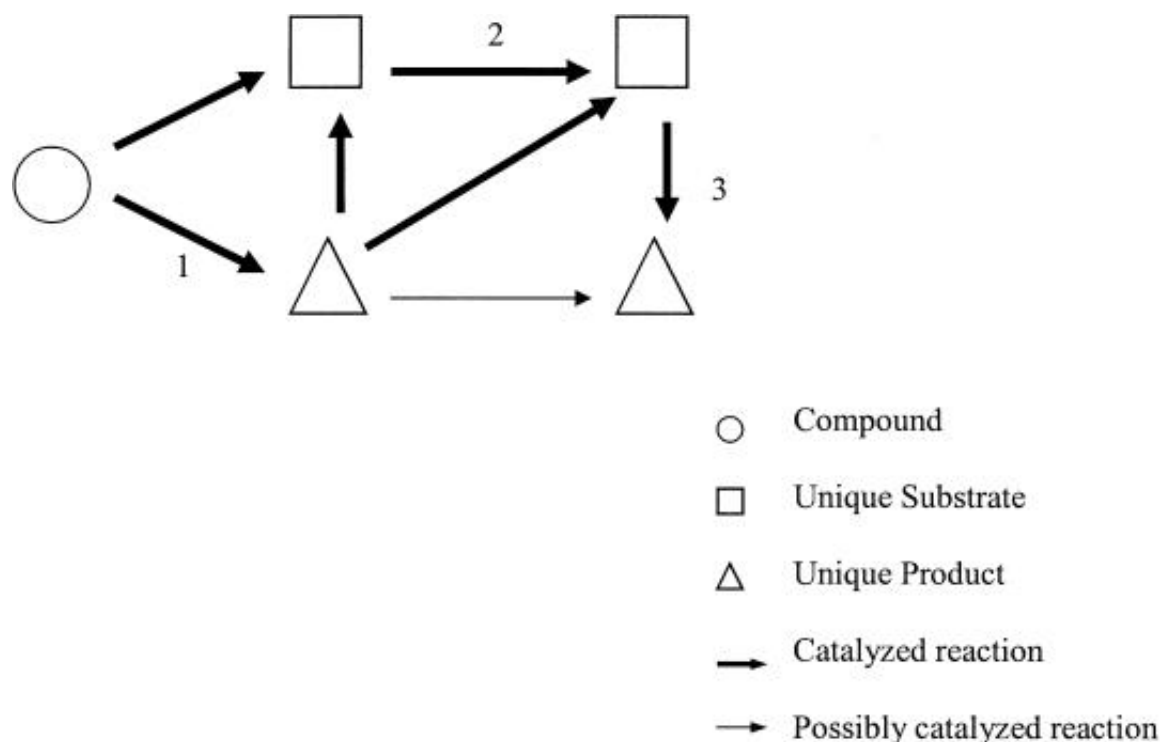 2
3
1
Compound
Unique Substrate
Unique Product
Catalyzed reaction
Possibly catalyzed reaction